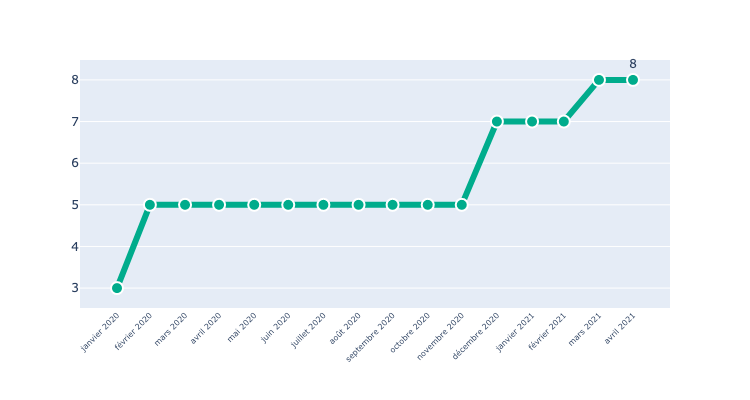 8
8
7
6
5
4
3
janvier 2020
février 2020
mars 2020
avril 2020
mai 2020
juin 2020
juillet 2020
août 2020
septembre 2020
octobre 2020
novembre 2020
décembre 2020
janvier 2021
février 2021
mars 2021
avril 2021